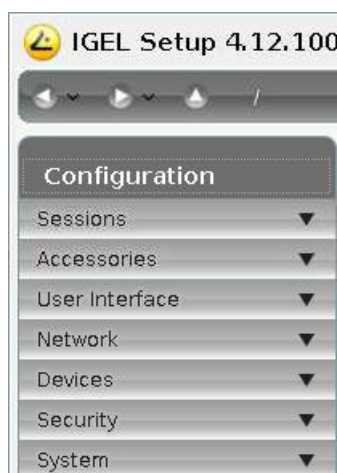 IGEL Setup 4.12.100
/
Configuration
Sessions
Accessories
User Interface
Network
Devices
Security
System